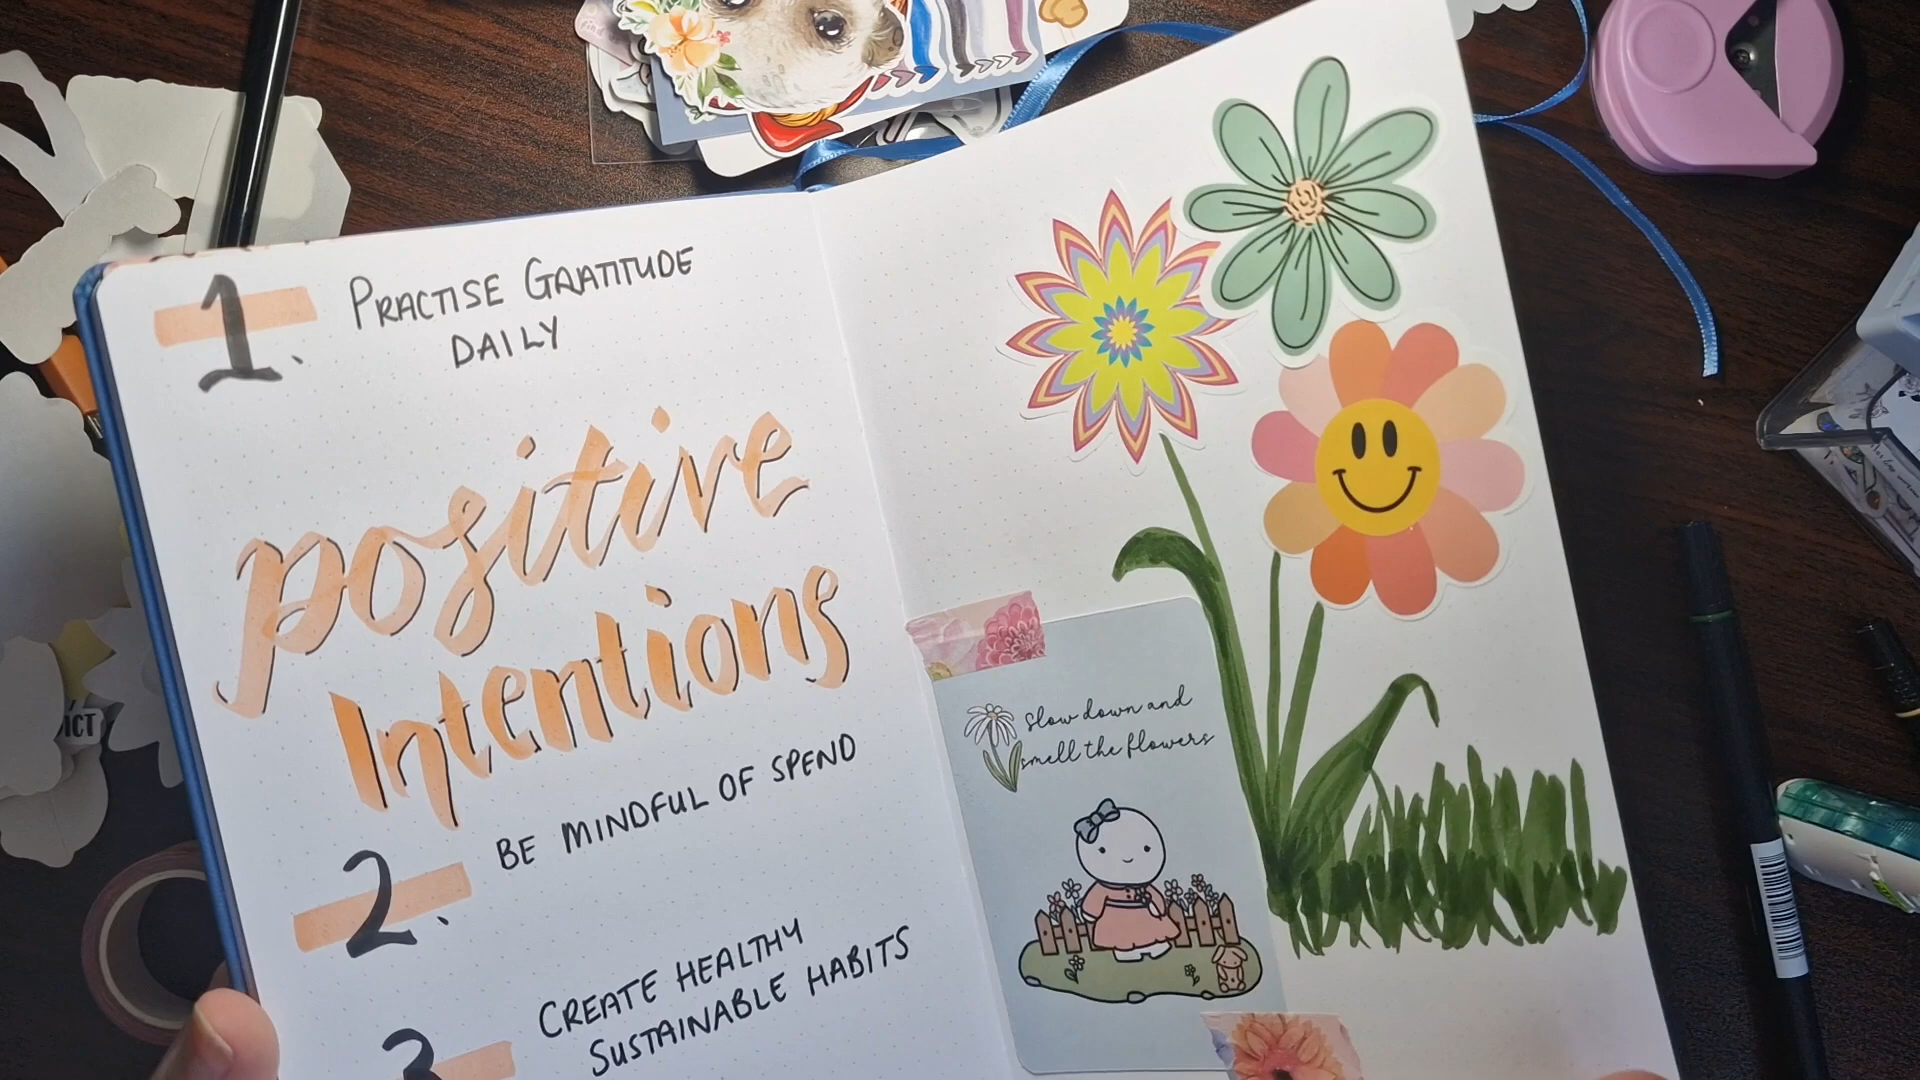 1. PRACTISE GRATITUDE
DAILY
positive
Intentions
2. BE MINDFUL OF SPEND
3 CREATE HEALTHY
SUSTAINABLE HABITS
slow down and
smell the flowers
ICT